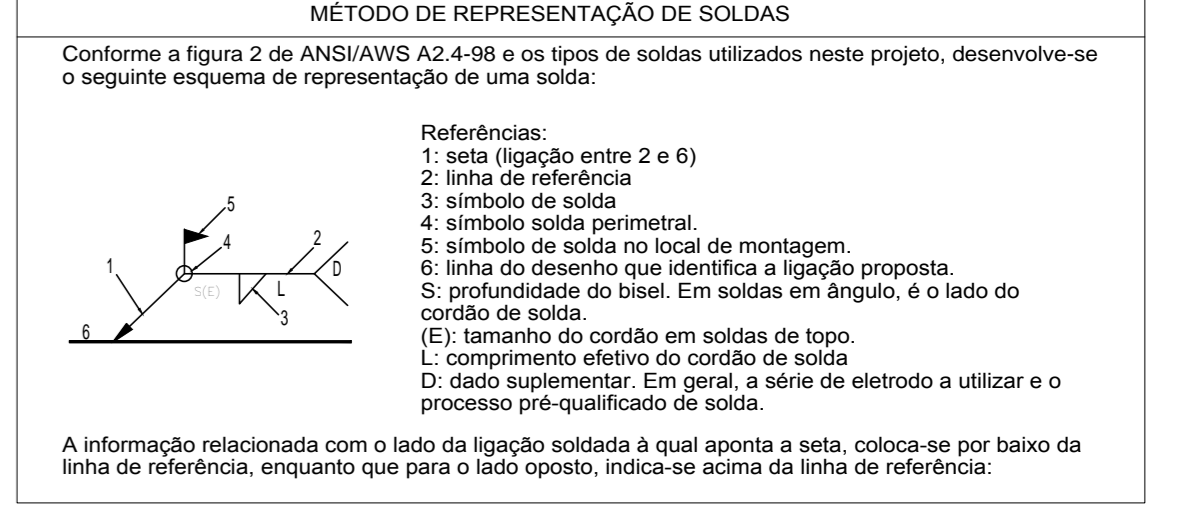 MÉTODO DE REPRESENTAÇÃO DE SOLDAS
Conforme a figura 2 de ANSI/AWS A2.4-98 e os tipos de soldas utilizados neste projeto, desenvolve-se
o seguinte esquema de representação de uma solda:
5
4
2
1
D
S(E)
L
3
6
Referências:
1: seta (ligação entre 2 e 6)
2: linha de referência
3: símbolo de solda
4: símbolo solda perimetral.
5: símbolo de solda no local de montagem.
6: linha do desenho que identifica a ligação proposta.
S: profundidade do bisel. Em soldas em ângulo, é o lado do
cordão de solda.
(E): tamanho do cordão em soldas de topo.
L: comprimento efetivo do cordão de solda
D: dado suplementar. Em geral, a série de eletrodo a utilizar e o
processo pré-qualificado de solda.
A informação relacionada com o lado da ligação soldada à qual aponta a seta, coloca-se por baixo da
linha de referência, enquanto que para o lado oposto, indica-se acima da linha de referência: